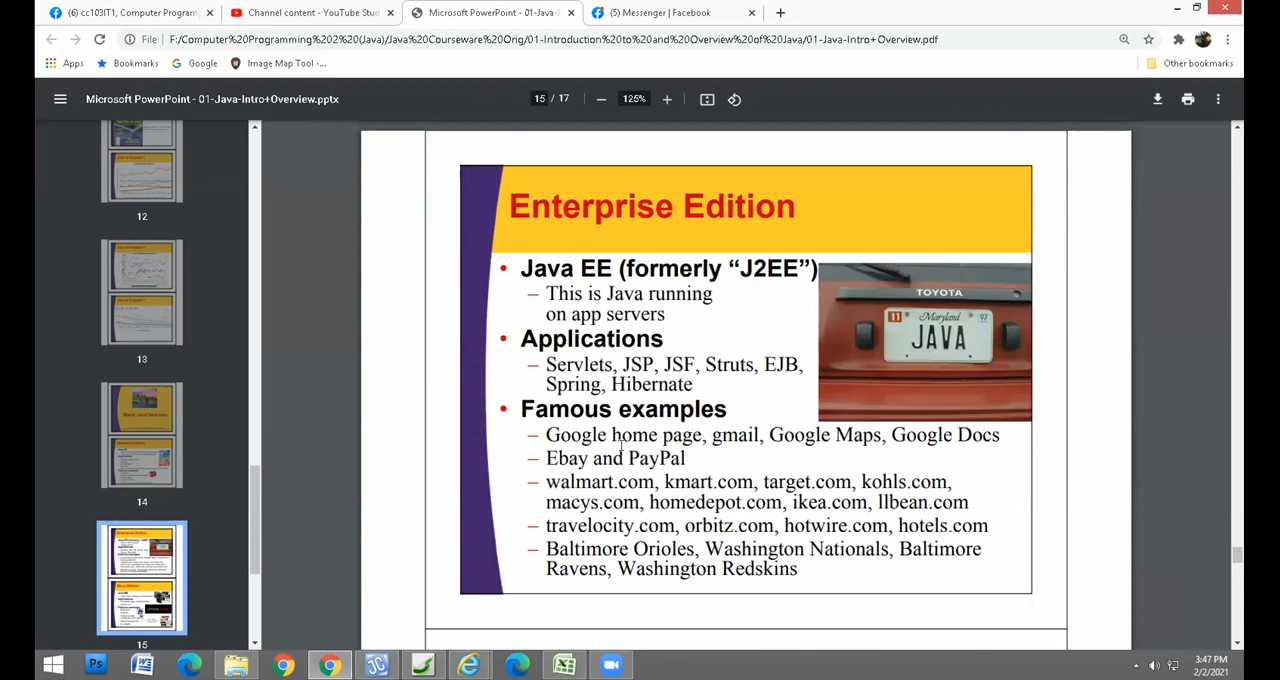 (6) cc103IT1, Computer Program
Channel content - YouTube Stu
Microsoft PowerPoint - 01-Java-I
(5) Messenger | Facebook
File
F:/Computer%20Programming%202%20(Java)/Java%20Courseware%20Orig/01-Introduction%20to%20and%20Overview%20of%20Java/01-Java-Intro+Overview.pdf
Apps
Bookmarks
Google
Image Map Tool -...
Other bookmarks
Microsoft PowerPoint - 01-Java-Intro+Overview.pptx
15 / 17
125%
12
13
14
15
Enterprise Edition
• Java EE (formerly “J2EE”)
– This is Java running
on app servers
• Applications
– Servlets, JSP, JSF, Struts, EJB,
Spring, Hibernate
TOYOTA
11
Maryland
97
JAVA
• Famous examples
– Google home page, gmail, Google Maps, Google Docs
– Ebay and PayPal
– walmart.com, kmart.com, target.com, kohls.com,
macys.com, homedepot.com, ikea.com, llbean.com
– travelocity.com, orbitz.com, hotwire.com, hotels.com
– Baltimore Orioles, Washington Nationals, Baltimore
Ravens, Washington Redskins
Ps
3:47 PM
2/2/2021